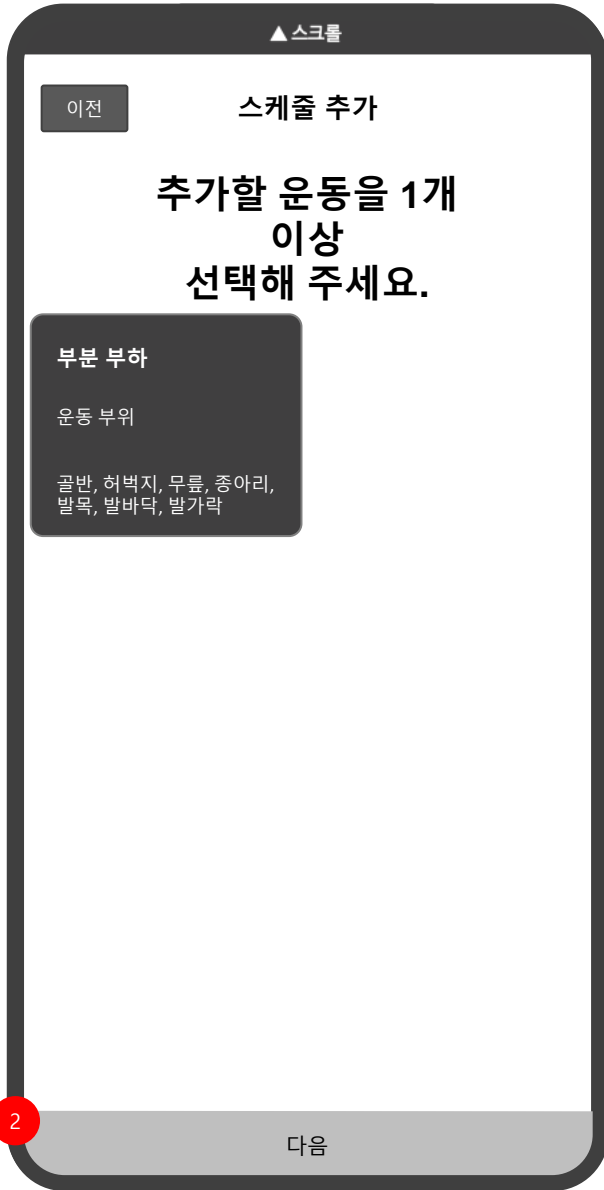 ▲스크롤
이전
스케줄 추가
추가할 운동을 1개
이상
선택해 주세요.
부분 부하
운동 부위
골반, 허벅지, 무릎, 종아리,
발목, 발바닥, 발가락
2
다음